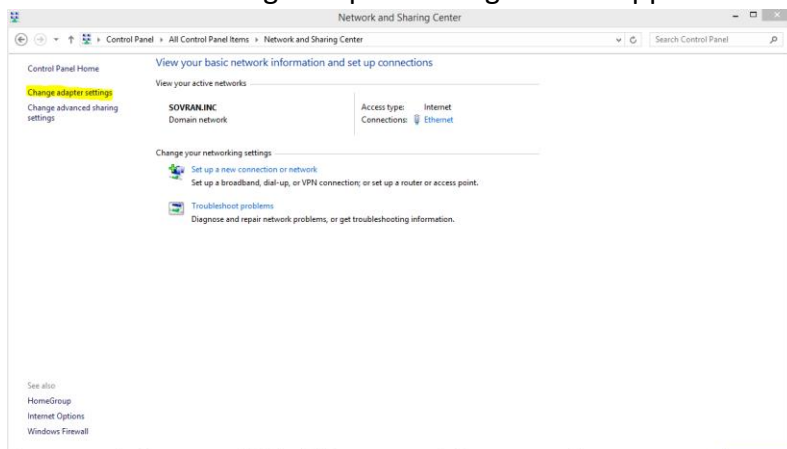 Network and Sharing Center
Control Panel All Control Panel Items Network and Sharing Center
Search Control Panel
Control Panel Home
Change adapter settings
Change advanced sharing
settings
View your basic network information and set up connections
View your active networks
SOVRAN.INC
Domain network
Access type: Internet
Connections: Ethernet
Change your networking settings
Set up a new connection or network
Set up a broadband, dial-up, or VPN connection; or set up a router or access point.
Troubleshoot problems
Diagnose and repair network problems, or get troubleshooting information.
See also
HomeGroup
Internet Options
Windows Firewall